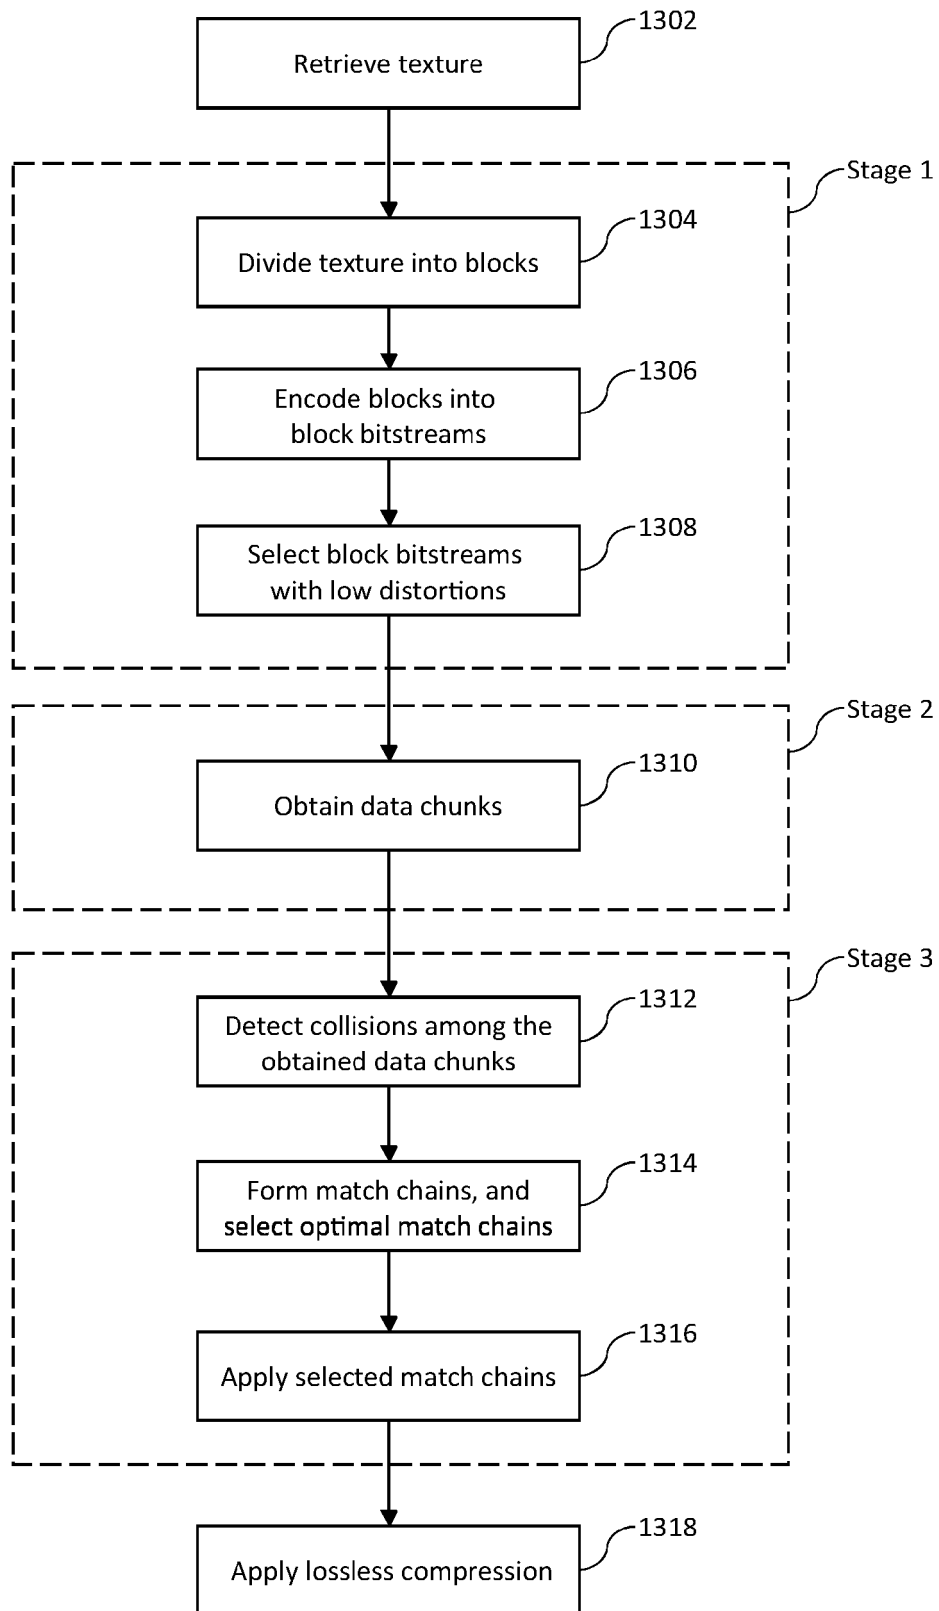 1302
Retrieve texture
Stage 1
1304
Divide texture into blocks
1306
Encode blocks into
block bitstreams
1308
Select block bitstreams
with low distortions
Stage 2
1310
Obtain data chunks
Stage 3
1312
Detect collisions among the
obtained data chunks
1314
Form match chains, and
select optimal match chains
1316
Apply selected match chains
1318
Apply lossless compression